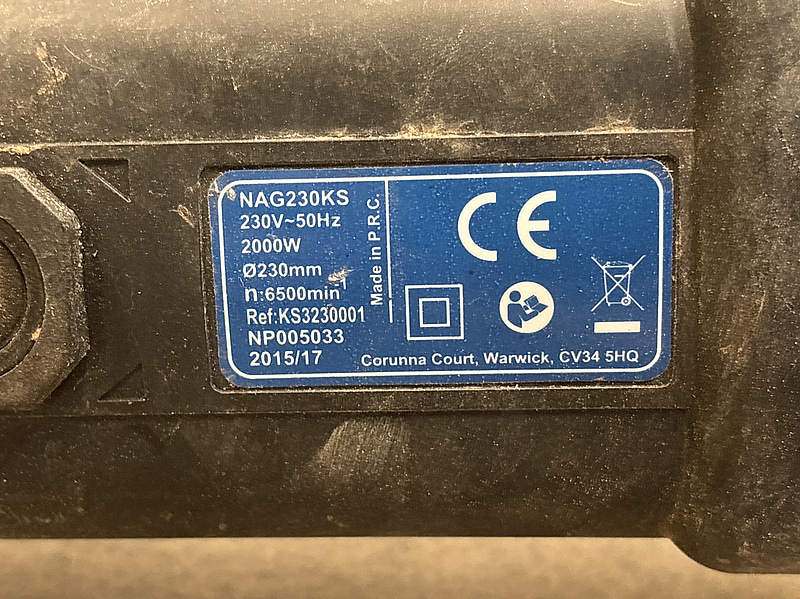 NAG230KS
230V~50Hz
2000W
Ø230mm
n:6500min⁻¹
Ref:KS3230001
NP005033
2015/17
Made in P.R.C.
CE
Corunna Court, Warwick, CV34 5HQ